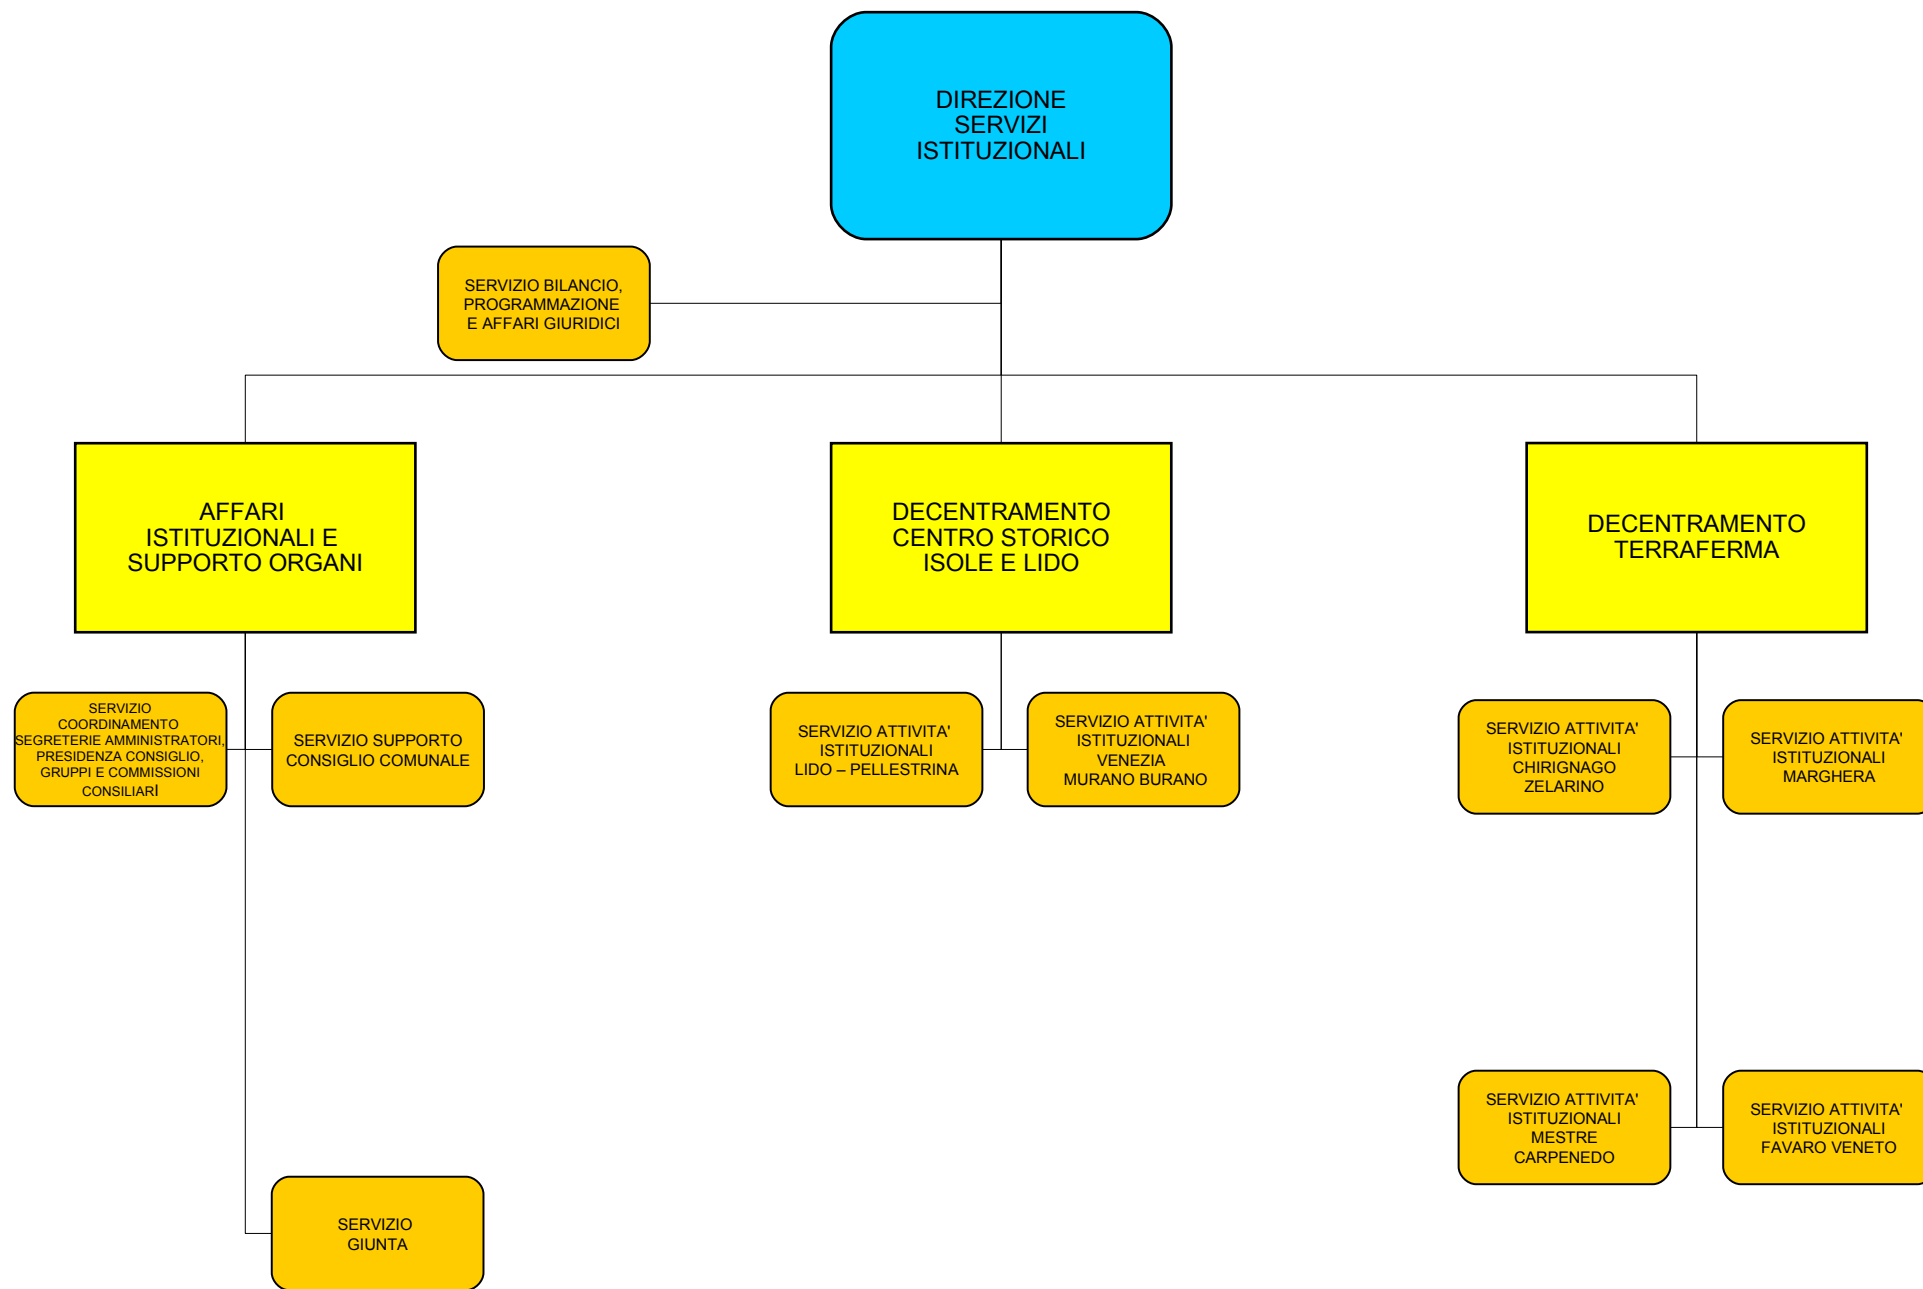 DIREZIONE
SERVIZI
ISTITUZIONALI
SERVIZIO BILANCIO,
PROGRAMMAZIONE
E AFFARI GIURIDICI
AFFARI
ISTITUZIONALI E
SUPPORTO ORGANI
DECENTRAMENTO
CENTRO STORICO
ISOLE E LIDO
DECENTRAMENTO
TERRAFERMA
SERVIZIO
COORDINAMENTO
SEGRETERIE AMMINISTRATORI,
PRESIDENZA CONSIGLIO,
GRUPPI E COMMISSIONI
CONSILIARI
SERVIZIO SUPPORTO
CONSIGLIO COMUNALE
SERVIZIO ATTIVITA'
ISTITUZIONALI
LIDO – PELLESTRINA
SERVIZIO ATTIVITA'
ISTITUZIONALI
VENEZIA
MURANO BURANO
SERVIZIO ATTIVITA'
ISTITUZIONALI
CHIRIGNAGO
ZELARINO
SERVIZIO ATTIVITA'
ISTITUZIONALI
MARGHERA
SERVIZIO ATTIVITA'
ISTITUZIONALI
MESTRE
CARPENEDO
SERVIZIO ATTIVITA'
ISTITUZIONALI
FAVARO VENETO
SERVIZIO
GIUNTA